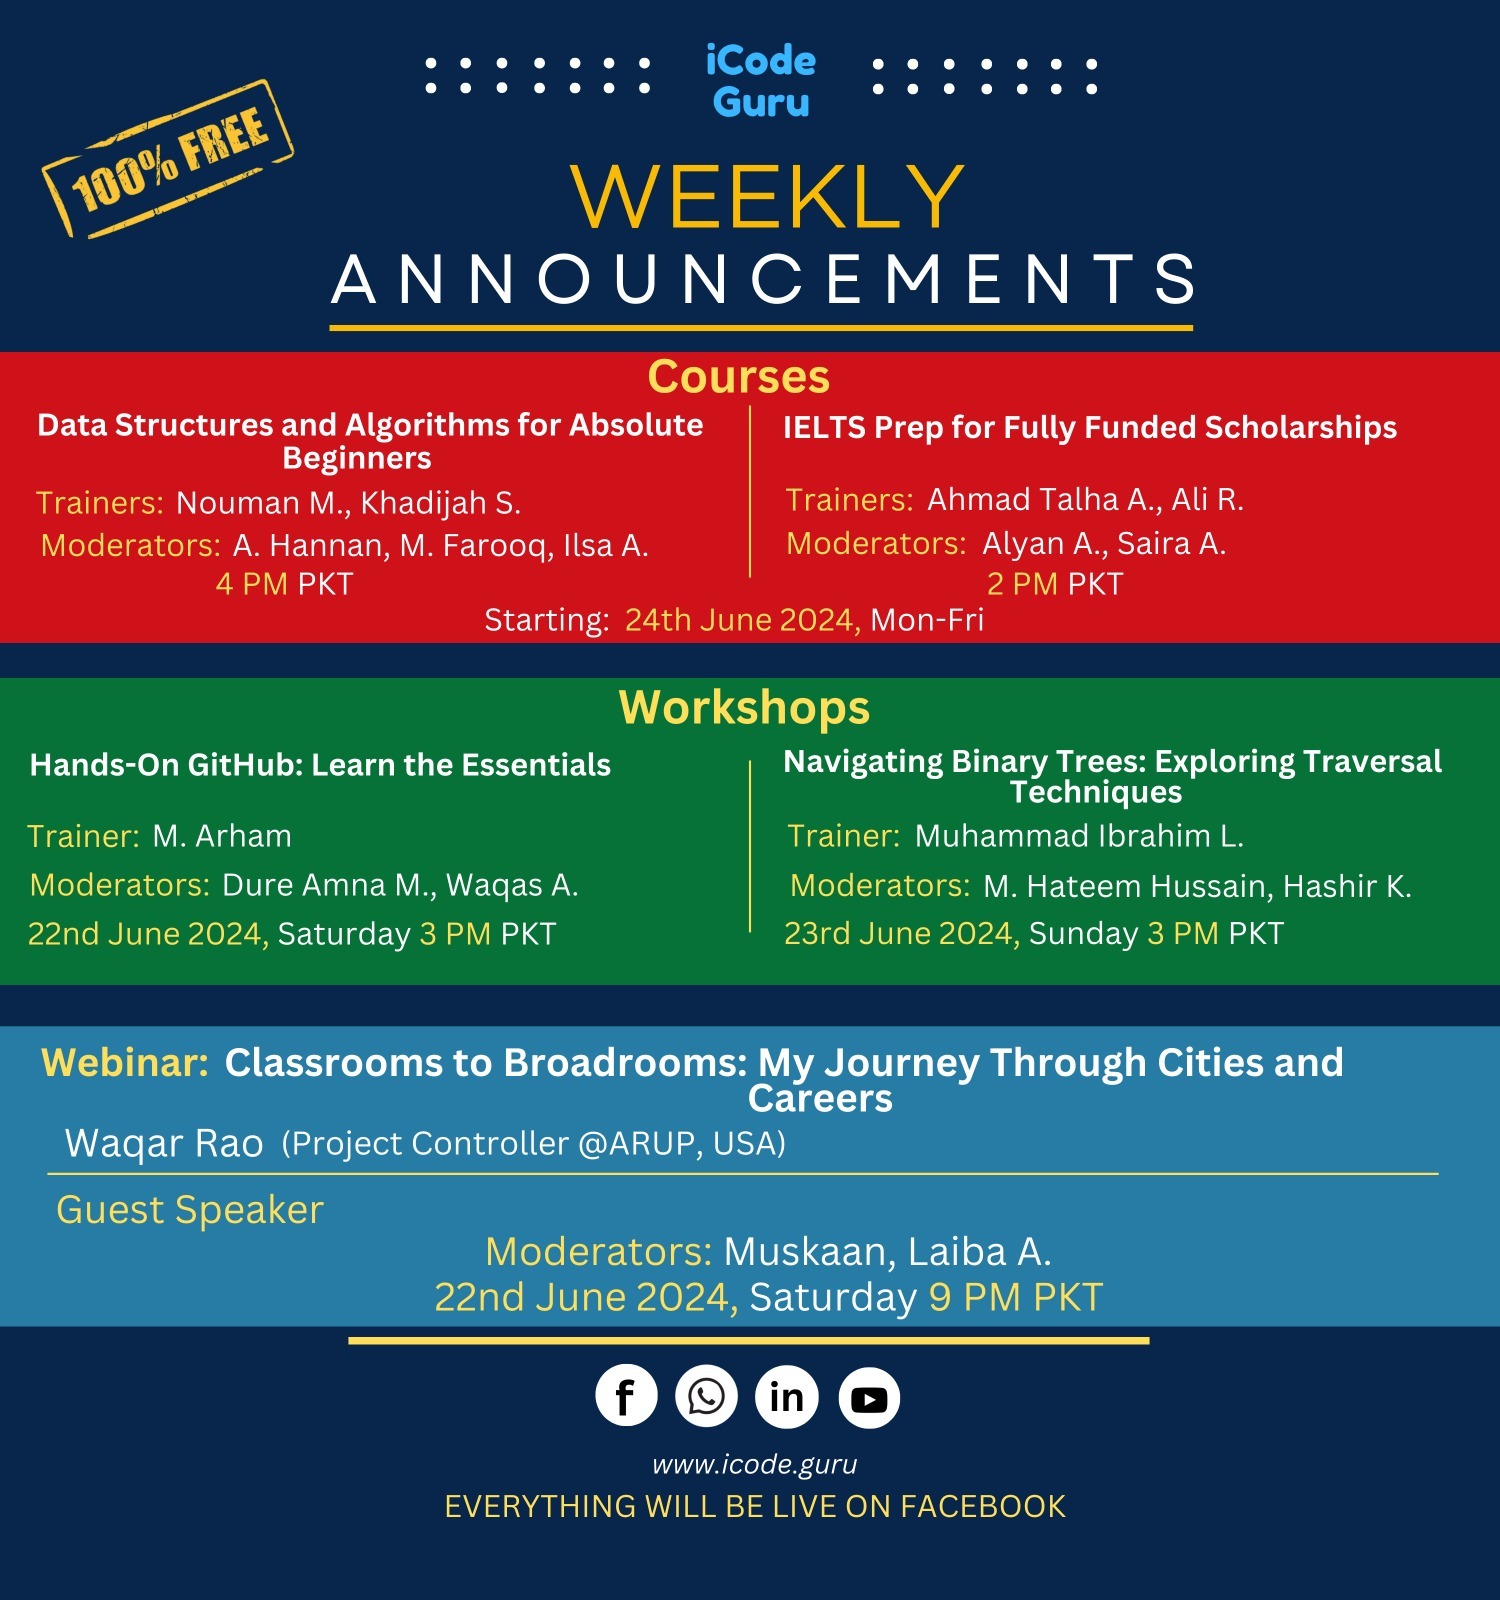 iCode
Guru
100% FREE
WEEKLY
ANNOUNCEMENTS
Courses
Data Structures and Algorithms for Absolute
Beginners
Trainers: Nouman M., Khadijah S.
Moderators: A. Hannan, M. Farooq, Ilsa A.
4 PM PKT
IELTS Prep for Fully Funded Scholarships
Trainers: Ahmad Talha A., Ali R.
Moderators: Alyan A., Saira A.
2 PM PKT
Starting: 24th June 2024, Mon-Fri
Workshops
Hands-On GitHub: Learn the Essentials
Trainer: M. Arham
Moderators: Dure Amna M., Waqas A.
22nd June 2024, Saturday 3 PM PKT
Navigating Binary Trees: Exploring Traversal
Techniques
Trainer: Muhammad Ibrahim L.
Moderators: M. Hateem Hussain, Hashir K.
23rd June 2024, Sunday 3 PM PKT
Webinar: Classrooms to Broadrooms: My Journey Through Cities and
Careers
Waqar Rao (Project Controller @ARUP, USA)
Guest Speaker
Moderators: Muskaan, Laiba A.
22nd June 2024, Saturday 9 PM PKT
f in
www.icode.guru
EVERYTHING WILL BE LIVE ON FACEBOOK